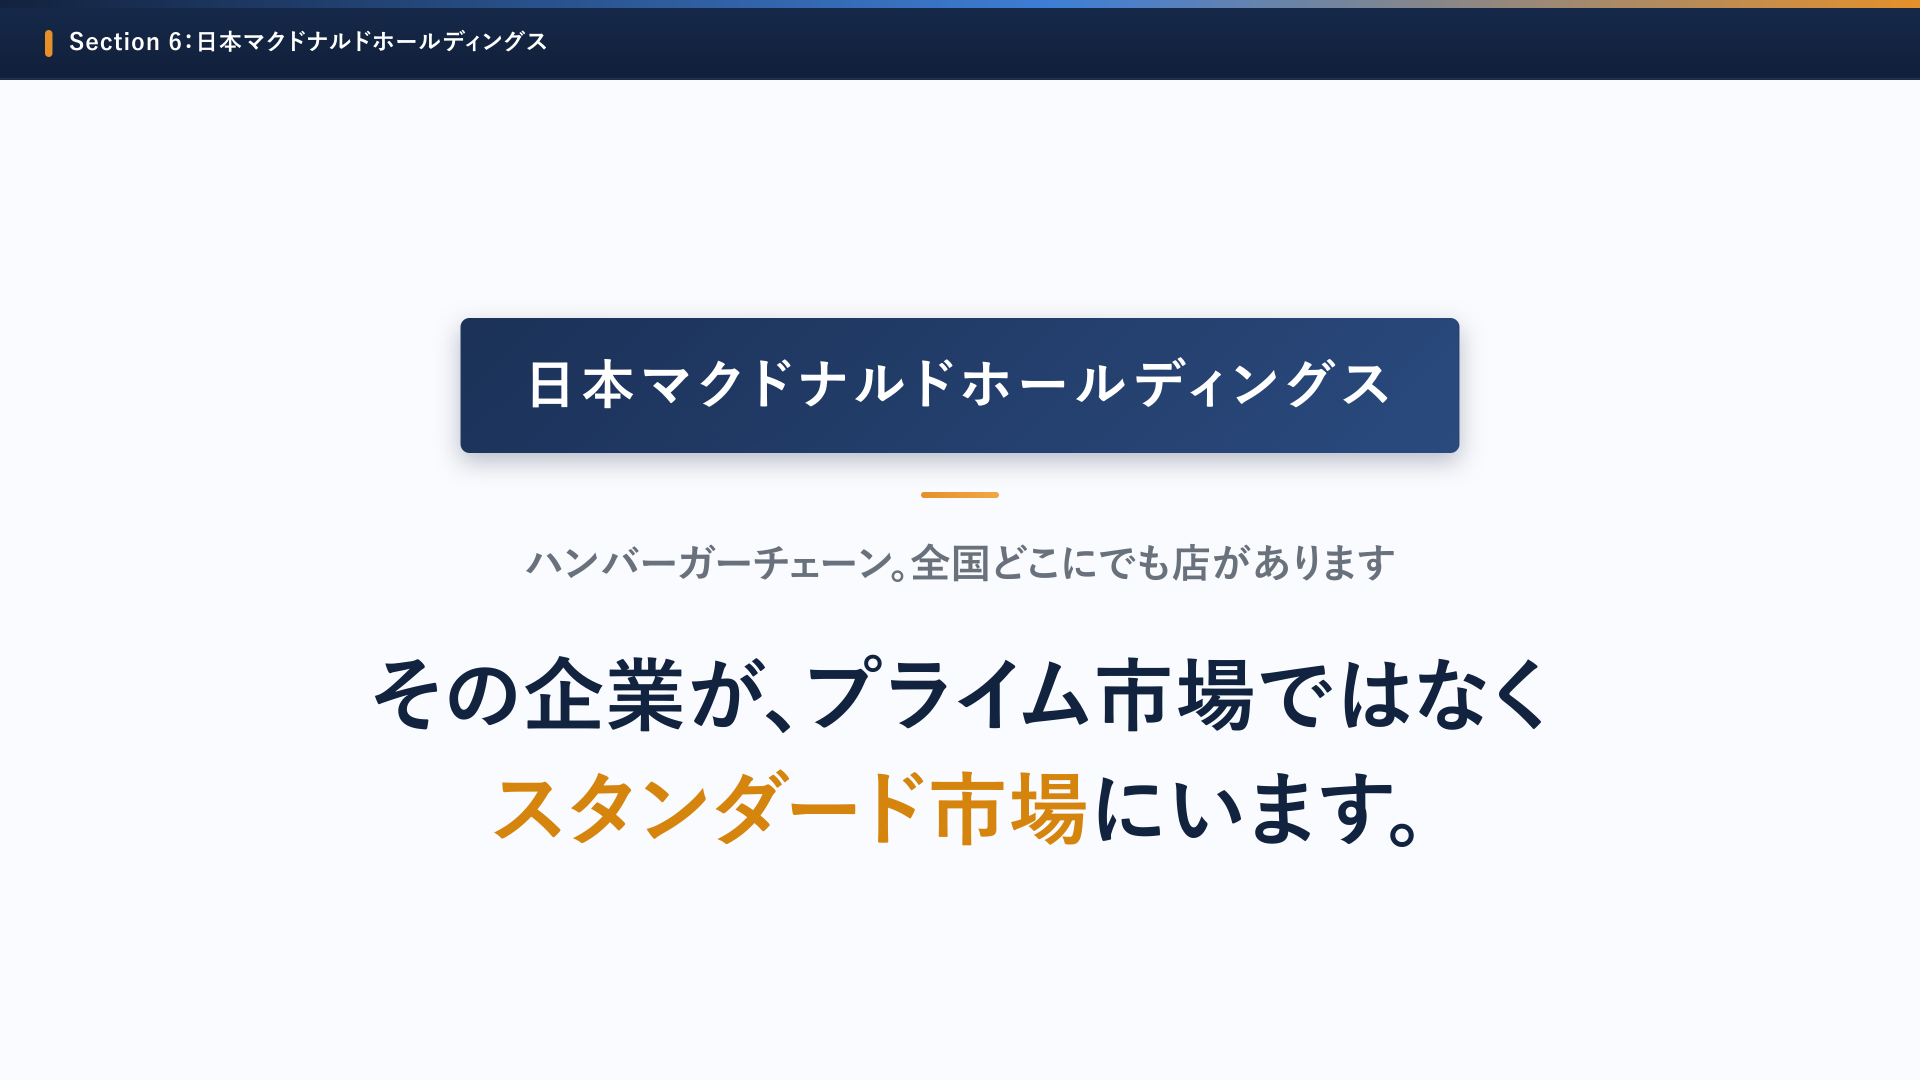 Section 6：日本マクドナルドホールディングス
日本マクドナルドホールディングス
ハンバーガーチェーン。全国どこにでも店があります
その企業が、プライム市場ではなく
スタンダード市場にいます。